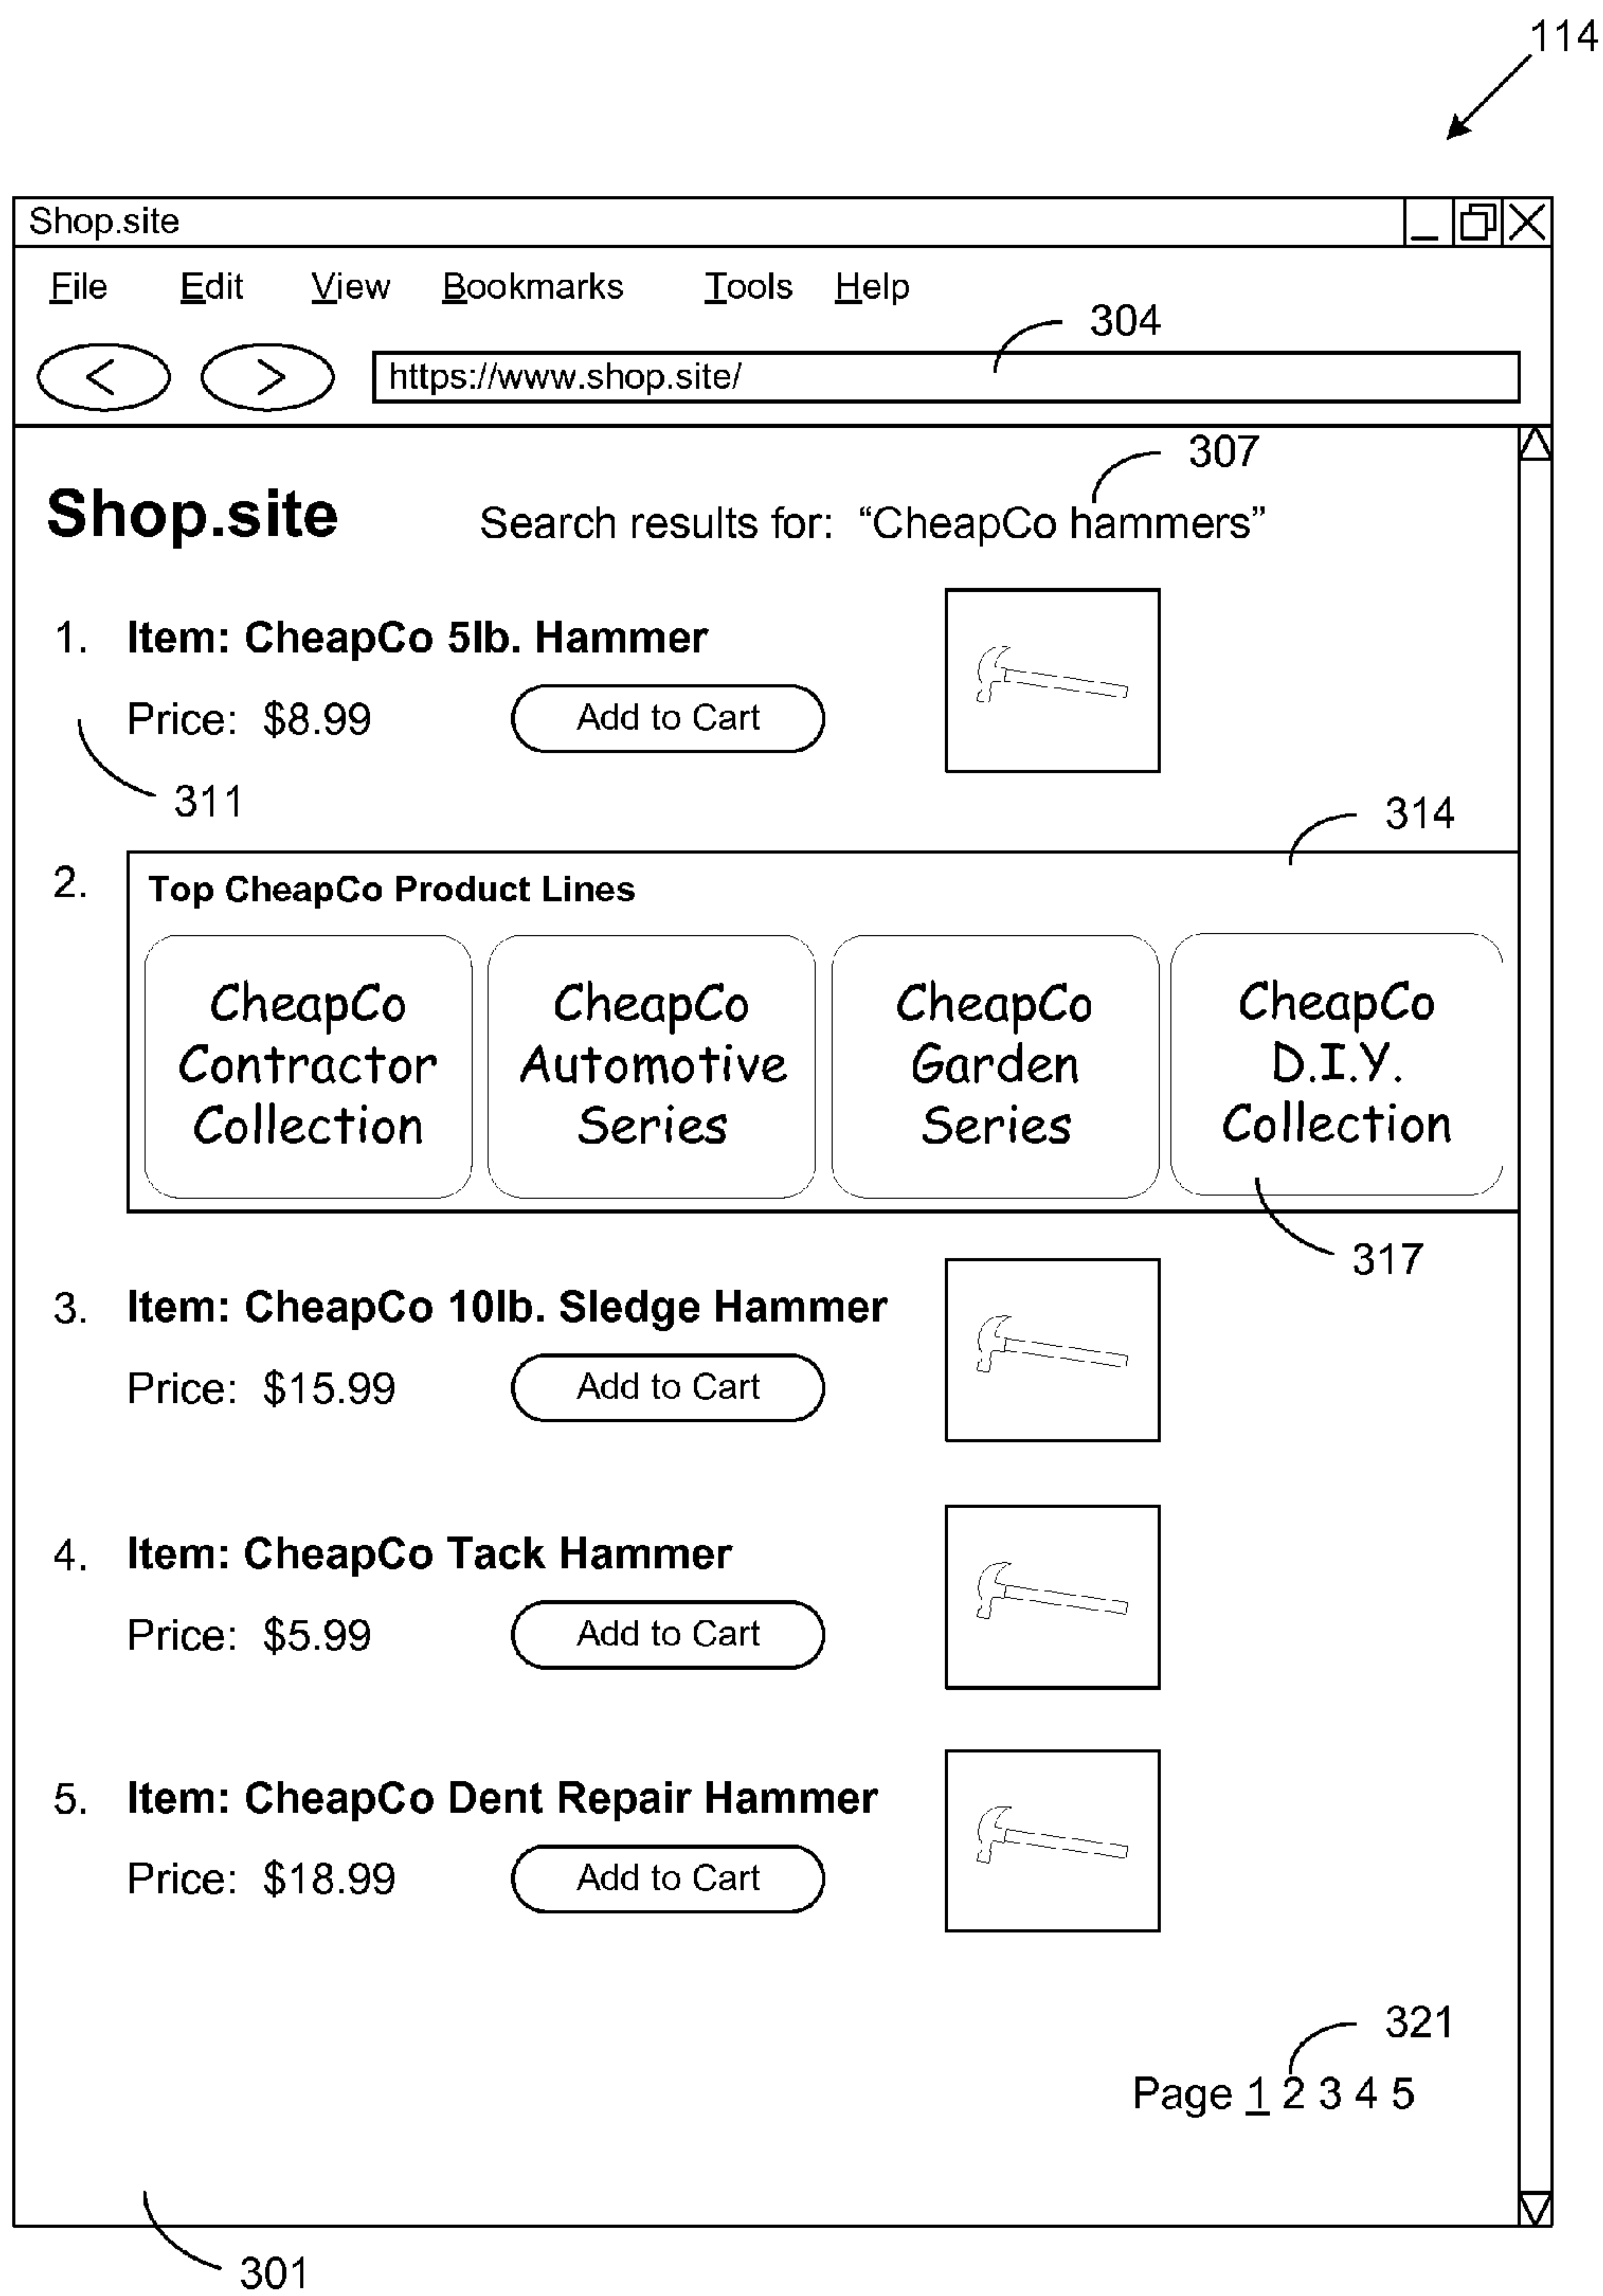 114
Shop.site
File Edit View Bookmarks Tools Help
304
https://www.shop.site/
307
Shop.site Search results for: “CheapCo hammers”
1. Item: CheapCo 5lb. Hammer
Price: $8.99 Add to Cart
311
314
2. Top CheapCo Product Lines
CheapCo Contractor Collection
CheapCo Automotive Series
CheapCo Garden Series
CheapCo D.I.Y. Collection
317
3. Item: CheapCo 10lb. Sledge Hammer
Price: $15.99 Add to Cart
4. Item: CheapCo Tack Hammer
Price: $5.99 Add to Cart
5. Item: CheapCo Dent Repair Hammer
Price: $18.99 Add to Cart
321
Page 1 2 3 4 5
301